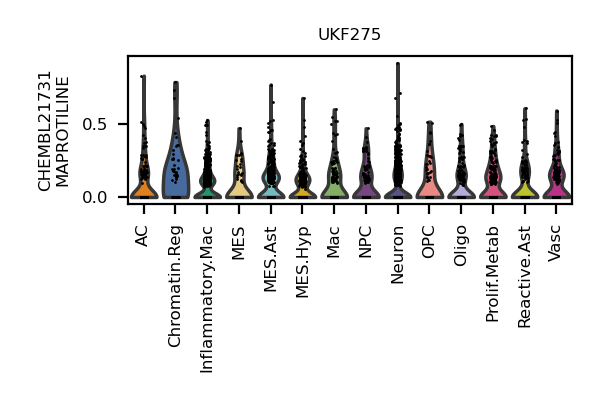 UKF275
CHEMBL21731
MAPROTILINE
0.5
0.0
AC
Chromatin.Reg
Inflammatory.Mac
MES
MES.Ast
MES.Hyp
Mac
NPC
Neuron
OPC
Oligo
Prolif.Metab
Reactive.Ast
Vasc